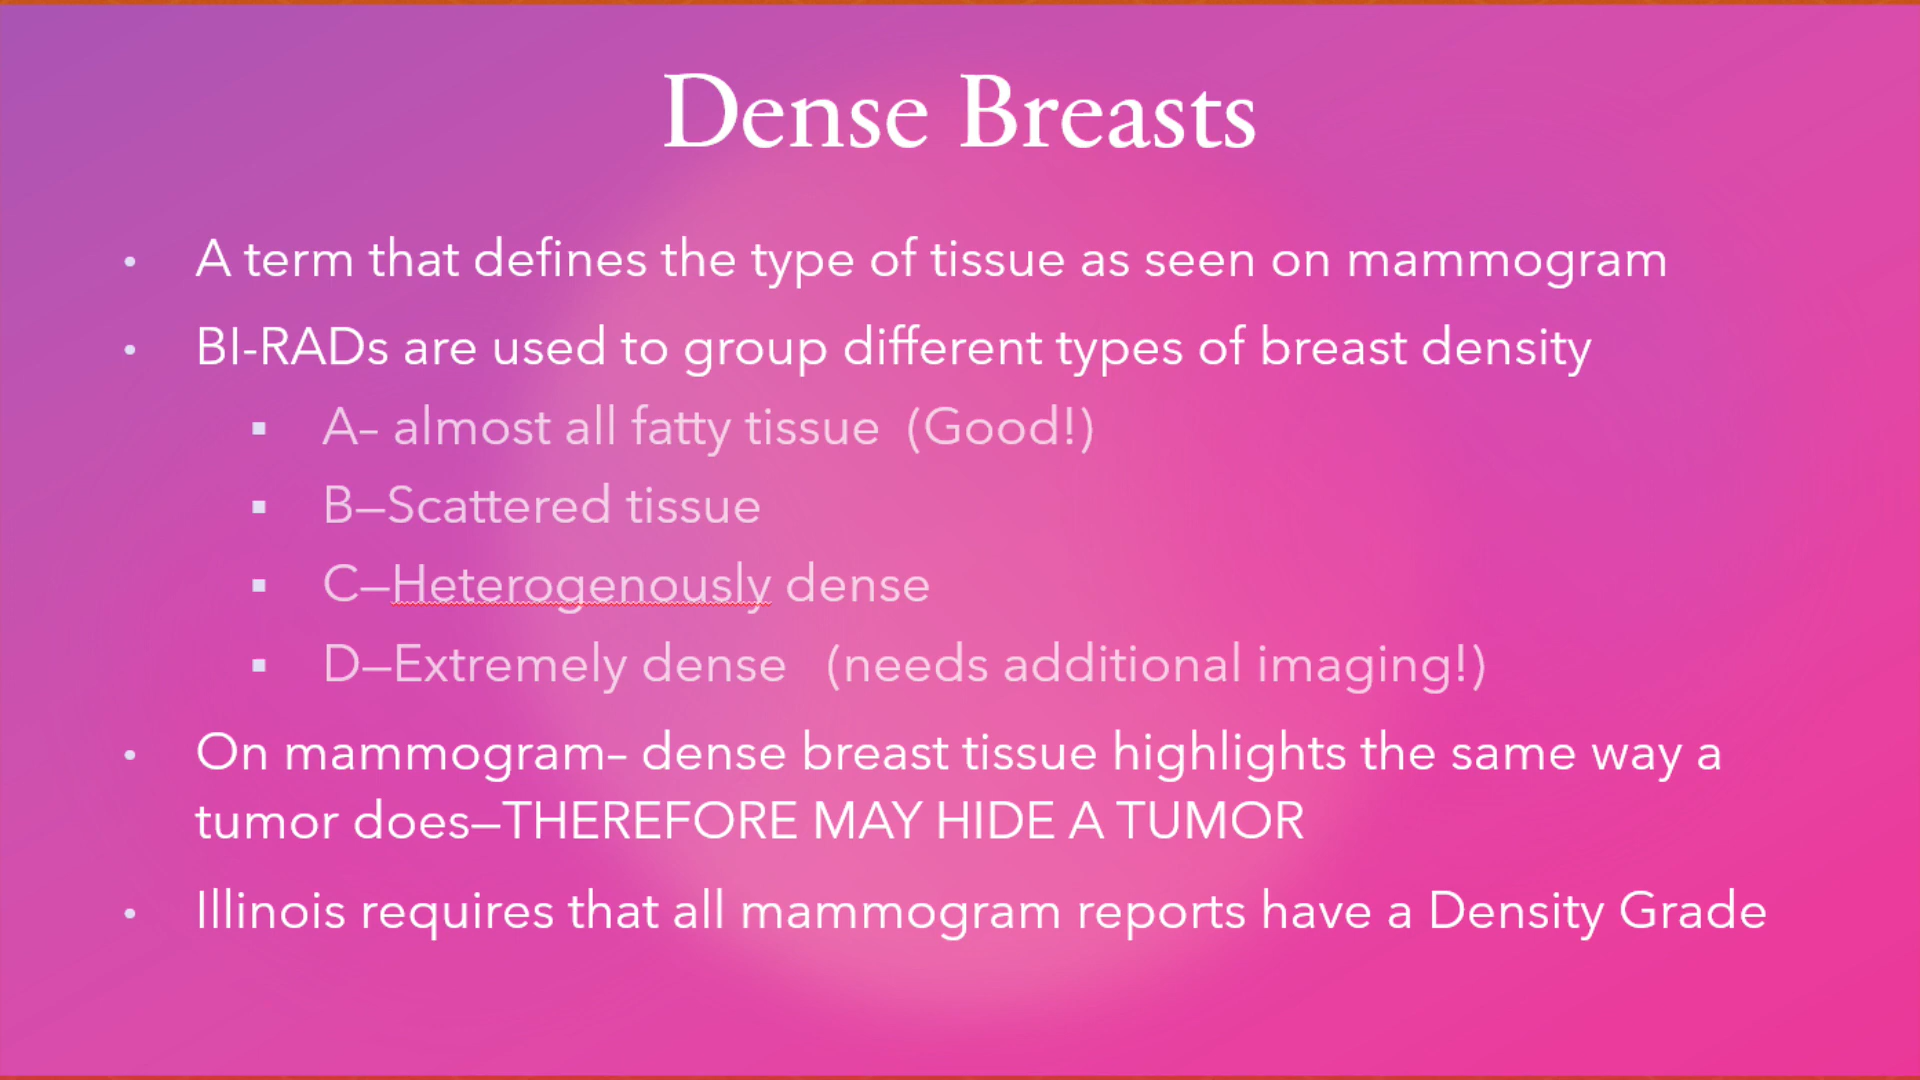 Dense Breasts
• A term that defines the type of tissue as seen on mammogram
• BI-RADs are used to group different types of breast density
▪ A– almost all fatty tissue  (Good!)
▪ B—Scattered tissue
▪ C—Heterogenously dense
▪ D—Extremely dense   (needs additional imaging!)
• On mammogram– dense breast tissue highlights the same way a
tumor does—THEREFORE MAY HIDE A TUMOR
• Illinois requires that all mammogram reports have a Density Grade